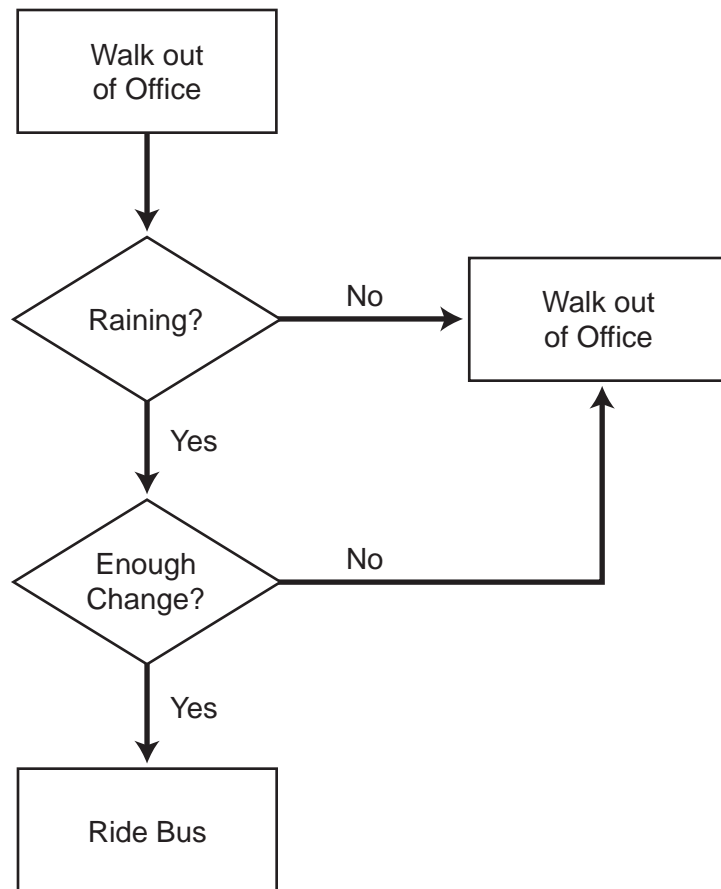 Walk out
of Office
Raining?
No
Walk out
of Office
Yes
Enough
Change?
No
Yes
Ride Bus